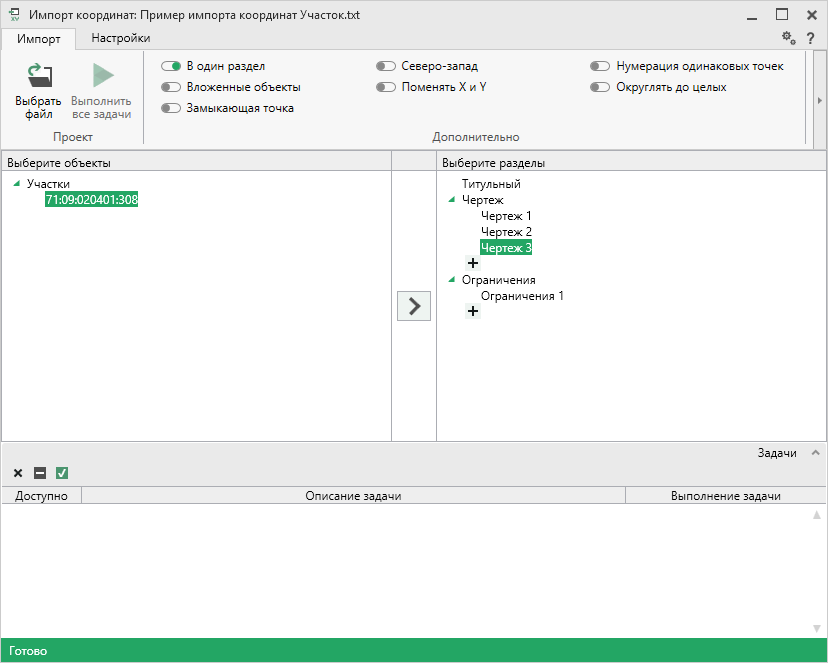 Импорт координат: Пример импорта координат Участок.txt
Импорт
Настройки
?
Выбрать файл
Выполнить все задачи
Проект
В один раздел
Вложенные объекты
Замыкающая точка
Северо-запад
Поменять X и Y
Нумерация одинаковых точек
Округлять до целых
Дополнительно
Выберите объекты
Участки
71:09:020401:308
Выберите разделы
Титульный
Чертеж
Чертеж 1
Чертеж 2
Чертеж 3
Ограничения
Ограничения 1
Задачи
Доступно
Описание задачи
Выполнение задачи
Готово